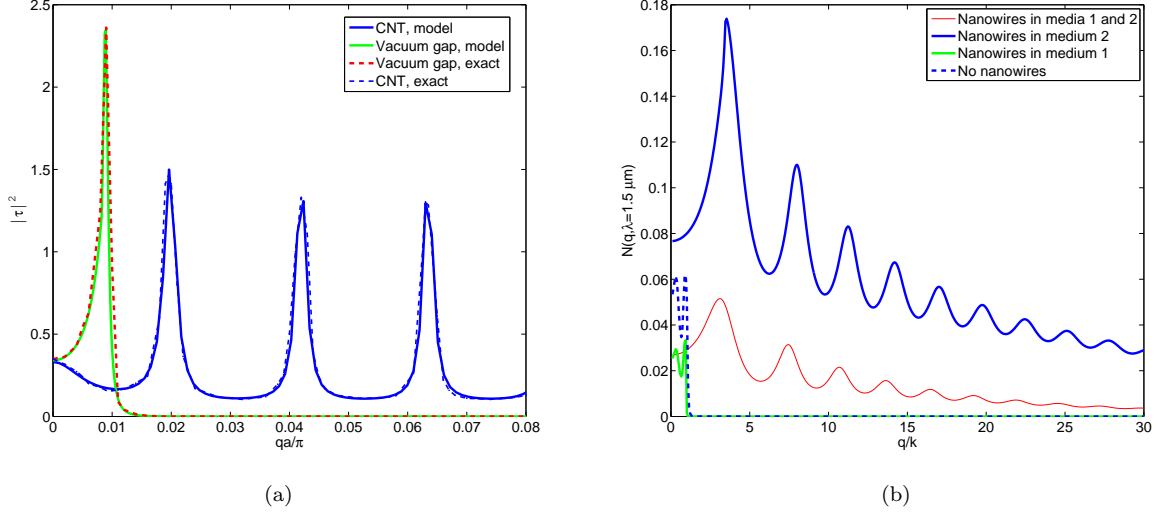 CNT, model
Vacuum gap, model
Vacuum gap, exact
CNT, exact
2.5
2
1.5
1
0.5
0
|τ|²
0 0.01 0.02 0.03 0.04 0.05 0.06 0.07 0.08
qa/π
(a)
Nanowires in media 1 and 2
Nanowires in medium 2
Nanowires in medium 1
No nanowires
0.18
0.16
0.14
0.12
0.1
0.08
0.06
0.04
0.02
0
N(q,λ=1.5 μm)
0 5 10 15 20 25 30
q/k
(b)